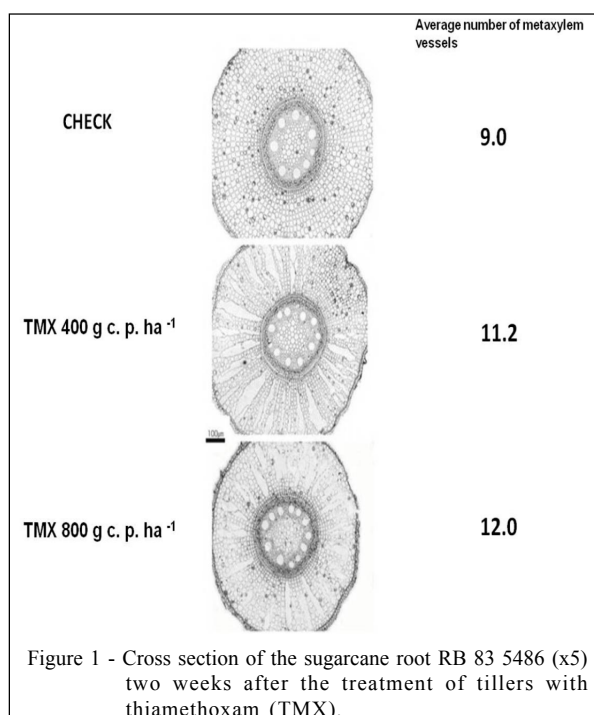 Average number of metaxylem
vessels
CHECK
9.0
TMX 400 g c. p. ha -1
11.2
100µm
TMX 800 g c. p. ha -1
12.0
Figure 1 - Cross section of the sugarcane root RB 83 5486 (x5)
two weeks after the treatment of tillers with
thiamethoxam (TMX).